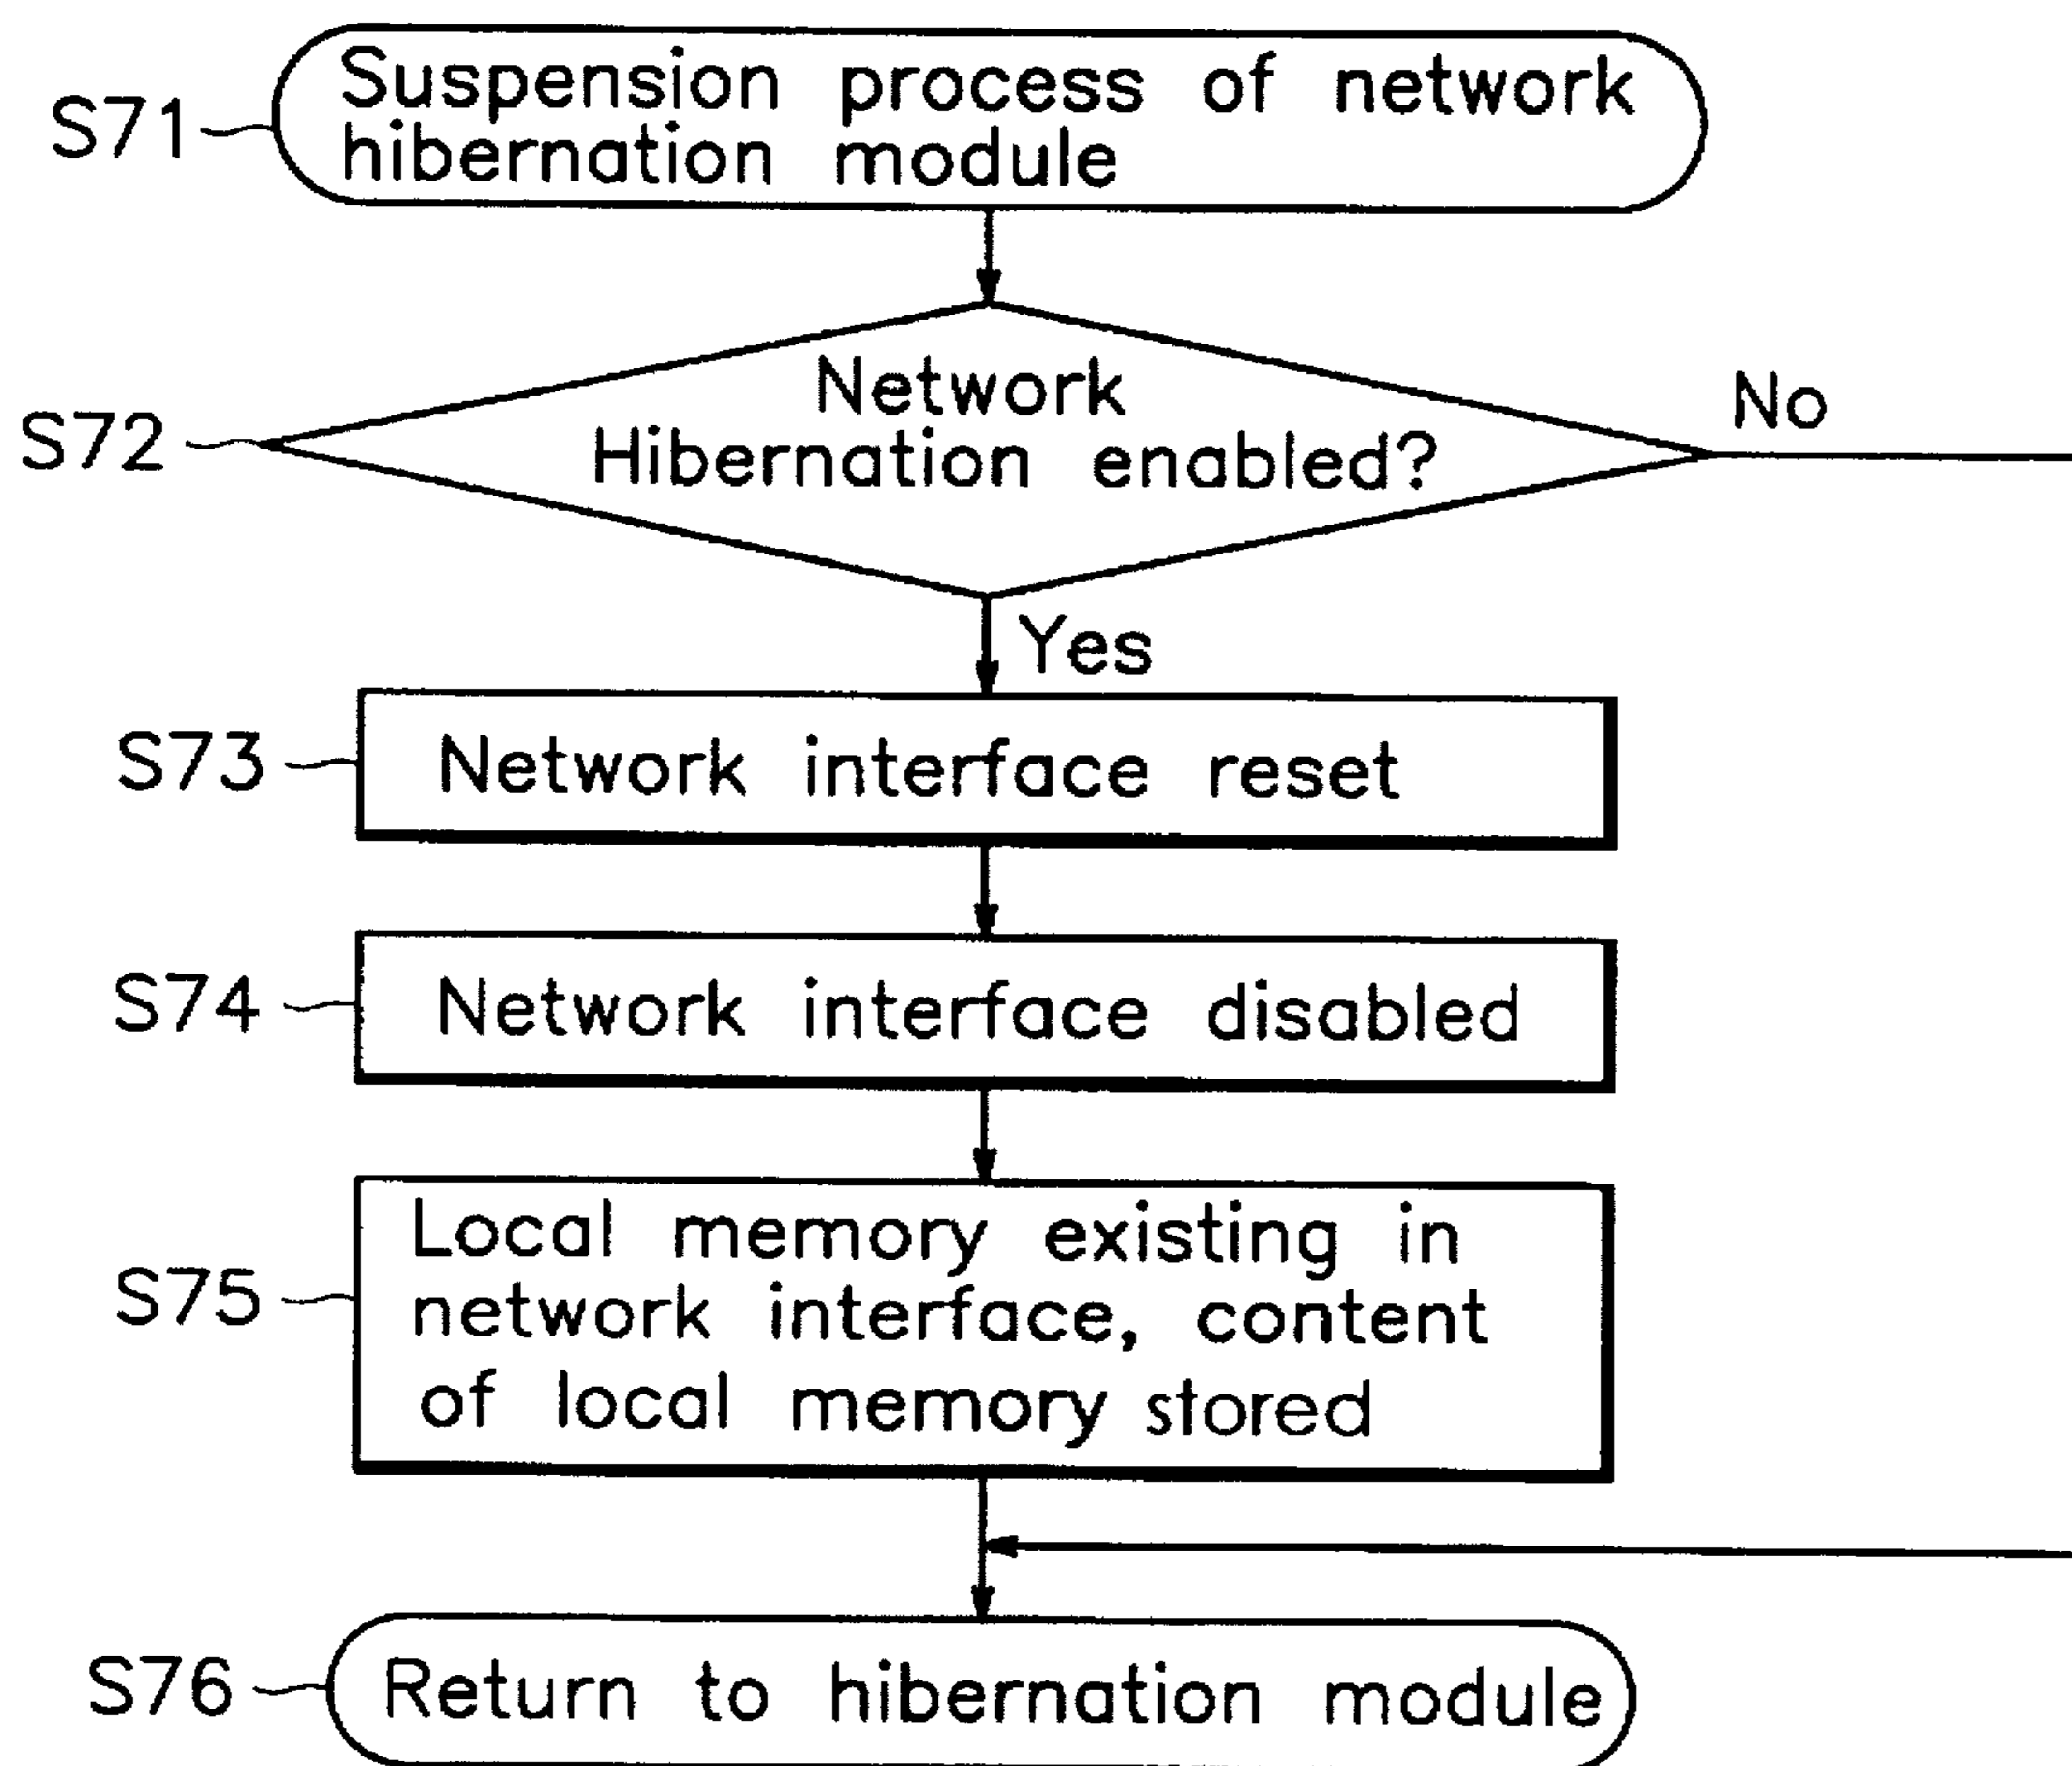 S71
Suspension process of network
hibernation module
S72
Network
Hibernation enabled?
No
Yes
S73
Network interface reset
S74
Network interface disabled
S75
Local memory existing in
network interface, content
of local memory stored
S76
Return to hibernation module